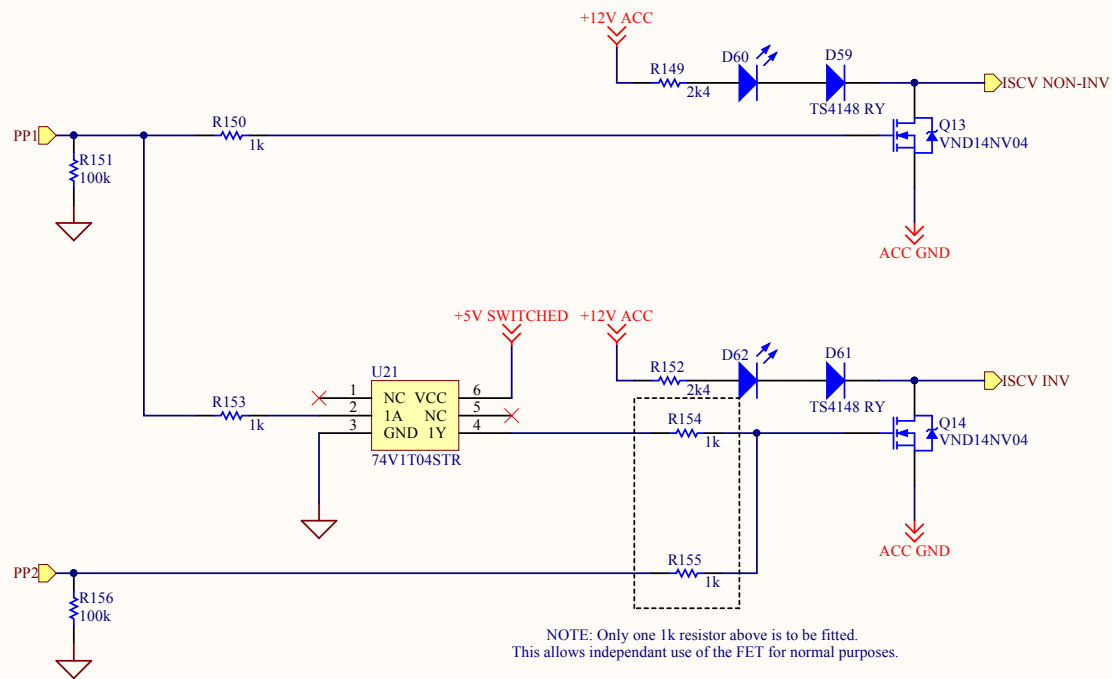 +12V ACC
R149
2k4
D60
D59
TS4148 RY
ISCV NON-INV
PP1
R150
1k
R151
100k
Q13
VND14NV04
ACC GND
+5V SWITCHED
+12V ACC
R152
2k4
D62
D61
TS4148 RY
ISCV INV
U21
1 NC VCC 6
2 1A NC 5
3 GND 1Y 4
74V1T04STR
R153
1k
R154
1k
Q14
VND14NV04
ACC GND
PP2
R155
1k
R156
100k
NOTE: Only one 1k resistor above is to be fitted.
This allows independant use of the FET for normal purposes.